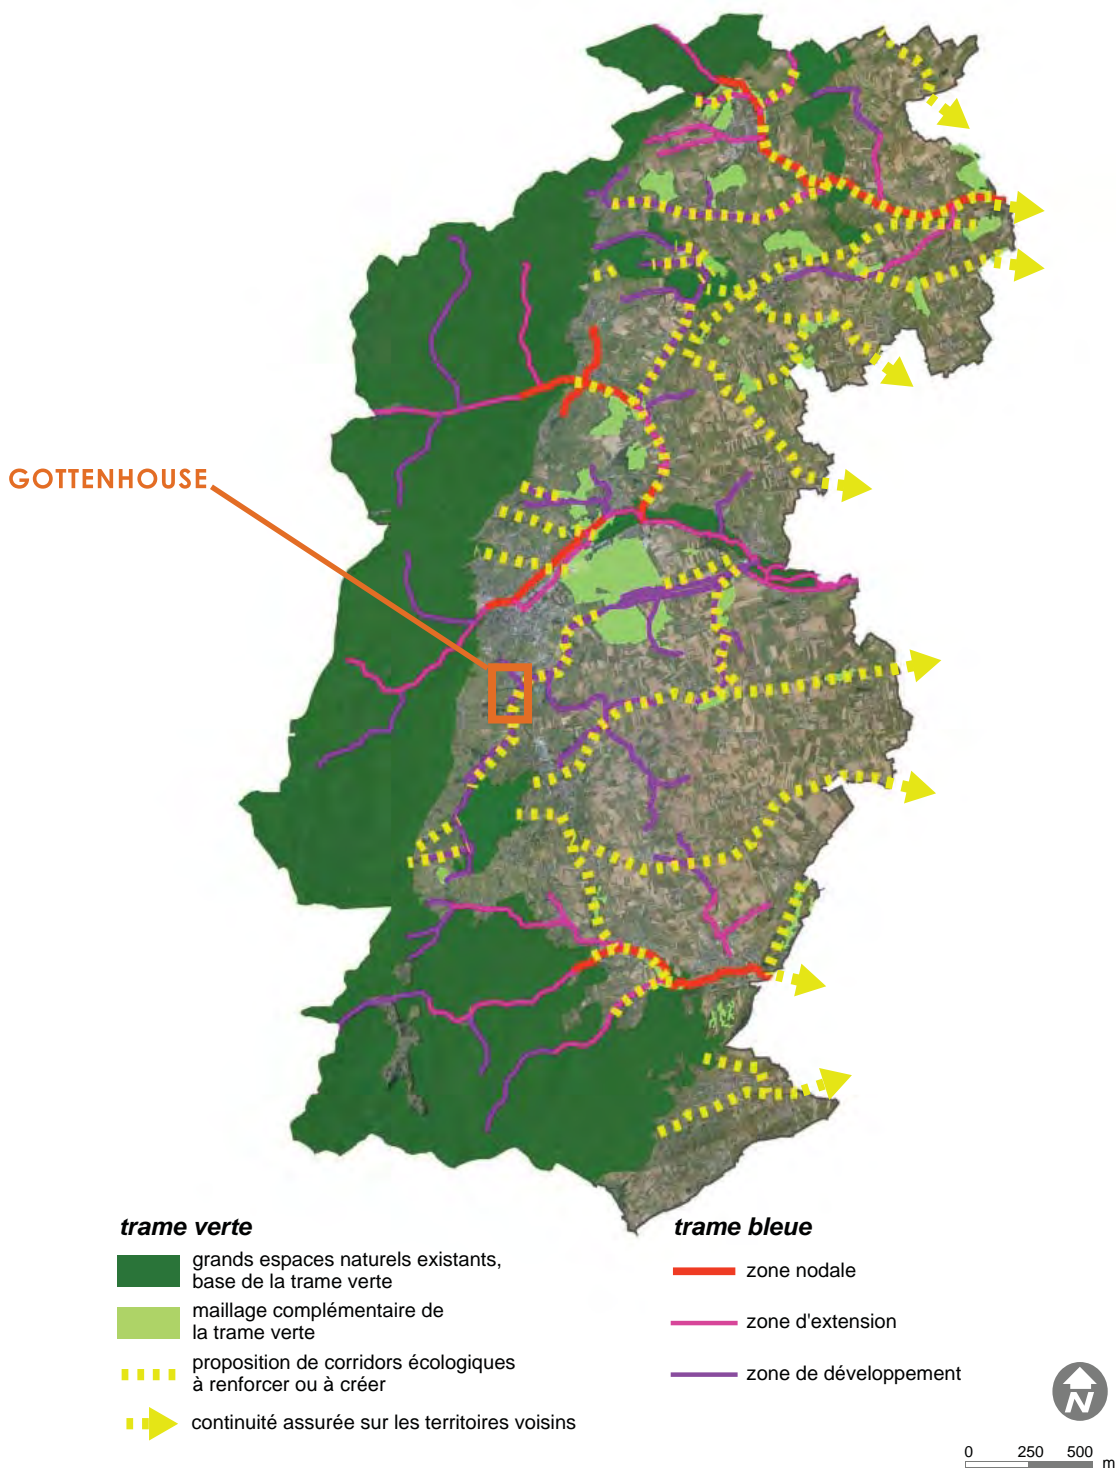 GOTTENHOUSE
trame verte
grands espaces naturels existants,
base de la trame verte
maillage complémentaire de
la trame verte
proposition de corridors écologiques
à renforcer ou à créer
continuité assurée sur les territoires voisins
trame bleue
zone nodale
zone d'extension
zone de développement
N
0 250 500 m